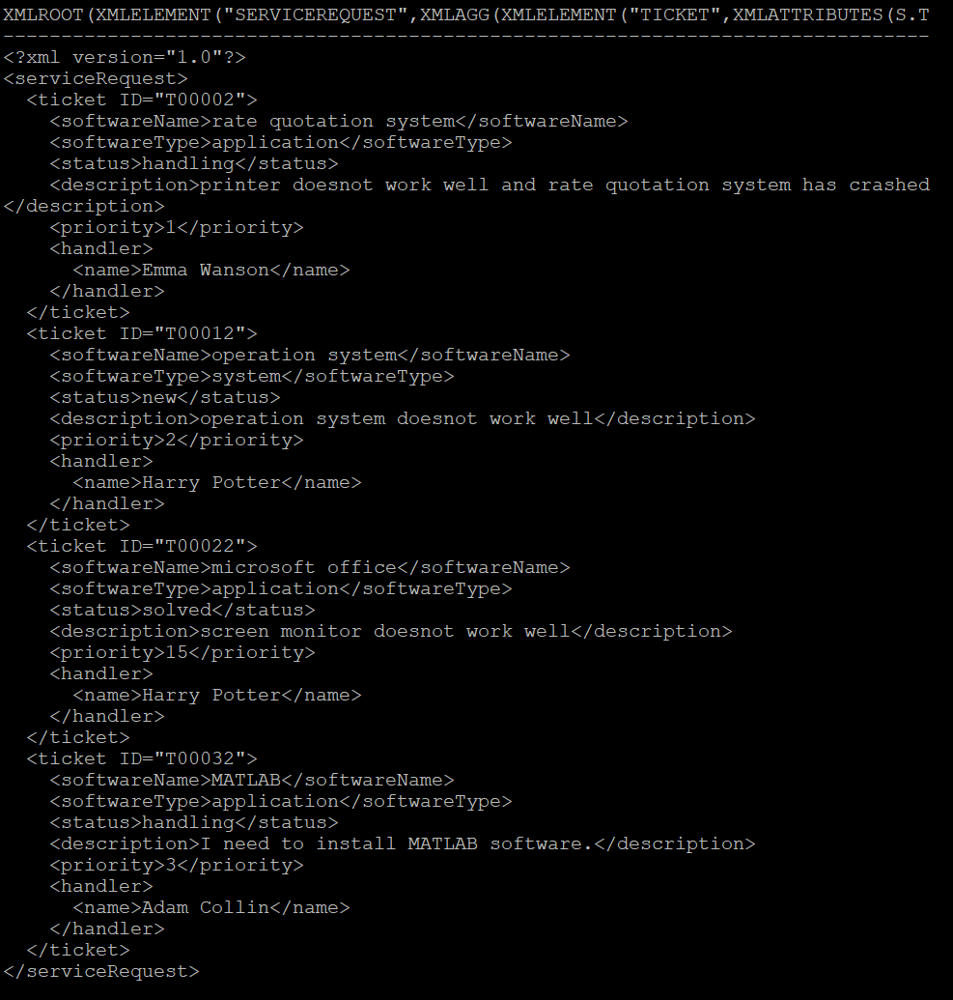 XMLROOT(XMLELEMENT("SERVICEREQUEST",XMLAGG(XMLELEMENT("TICKET",XMLATTRIBUTES(S.T
--------------------------------------------------------------------------------
<?xml version="1.0"?>
<serviceRequest>
  <ticket ID="T00002">
    <softwareName>rate quotation system</softwareName>
    <softwareType>application</softwareType>
    <status>handling</status>
    <description>printer doesnot work well and rate quotation system has crashed
</description>
    <priority>1</priority>
    <handler>
      <name>Emma Wanson</name>
    </handler>
  </ticket>
  <ticket ID="T00012">
    <softwareName>operation system</softwareName>
    <softwareType>system</softwareType>
    <status>new</status>
    <description>operation system doesnot work well</description>
    <priority>2</priority>
    <handler>
      <name>Harry Potter</name>
    </handler>
  </ticket>
  <ticket ID="T00022">
    <softwareName>microsoft office</softwareName>
    <softwareType>application</softwareType>
    <status>solved</status>
    <description>screen monitor doesnot work well</description>
    <priority>15</priority>
    <handler>
      <name>Harry Potter</name>
    </handler>
  </ticket>
  <ticket ID="T00032">
    <softwareName>MATLAB</softwareName>
    <softwareType>application</softwareType>
    <status>handling</status>
    <description>I need to install MATLAB software.</description>
    <priority>3</priority>
    <handler>
      <name>Adam Collin</name>
    </handler>
  </ticket>
</serviceRequest>